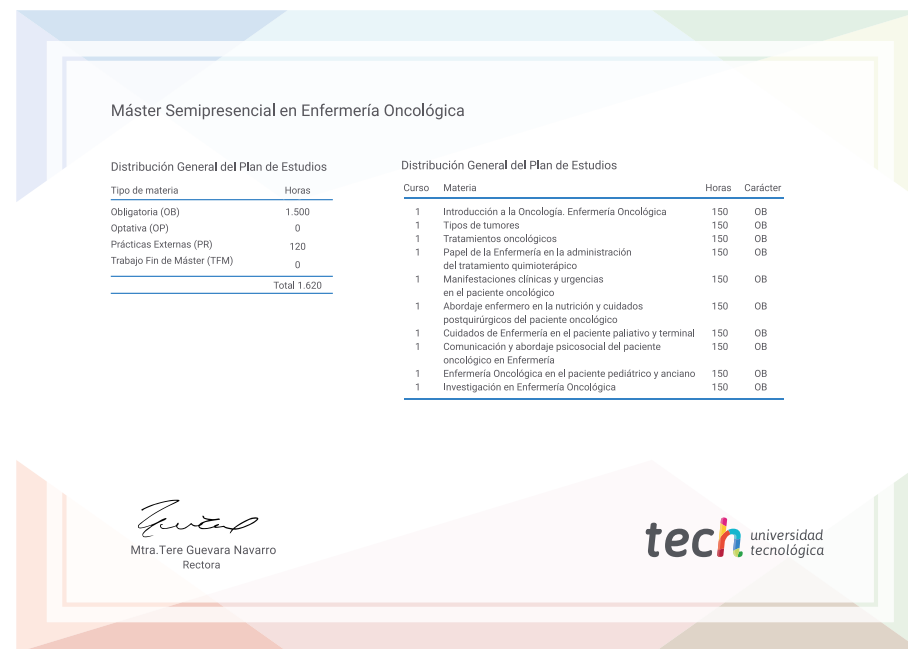 Máster Semipresencial en Enfermería Oncológica
Distribución General del Plan de Estudios
Tipo de materia Horas
Obligatoria (OB) 1.500
Optativa (OP) 0
Prácticas Externas (PR) 120
Trabajo Fin de Máster (TFM) 0
Total 1.620
Distribución General del Plan de Estudios
Curso Materia Horas Carácter
1 Introducción a la Oncología. Enfermería Oncológica 150 OB
1 Tipos de tumores 150 OB
1 Tratamientos oncológicos 150 OB
1 Papel de la Enfermería en la administración 150 OB
del tratamiento quimioterápico
1 Manifestaciones clínicas y urgencias 150 OB
en el paciente oncológico
1 Abordaje enfermero en la nutrición y cuidados 150 OB
postquirúrgicos del paciente oncológico
1 Cuidados de Enfermería en el paciente paliativo y terminal 150 OB
1 Comunicación y abordaje psicosocial del paciente 150 OB
oncológico en Enfermería
1 Enfermería Oncológica en el paciente pediátrico y anciano 150 OB
1 Investigación en Enfermería Oncológica 150 OB
Mtra.Tere Guevara Navarro
Rectora
tech universidad
tecnológica